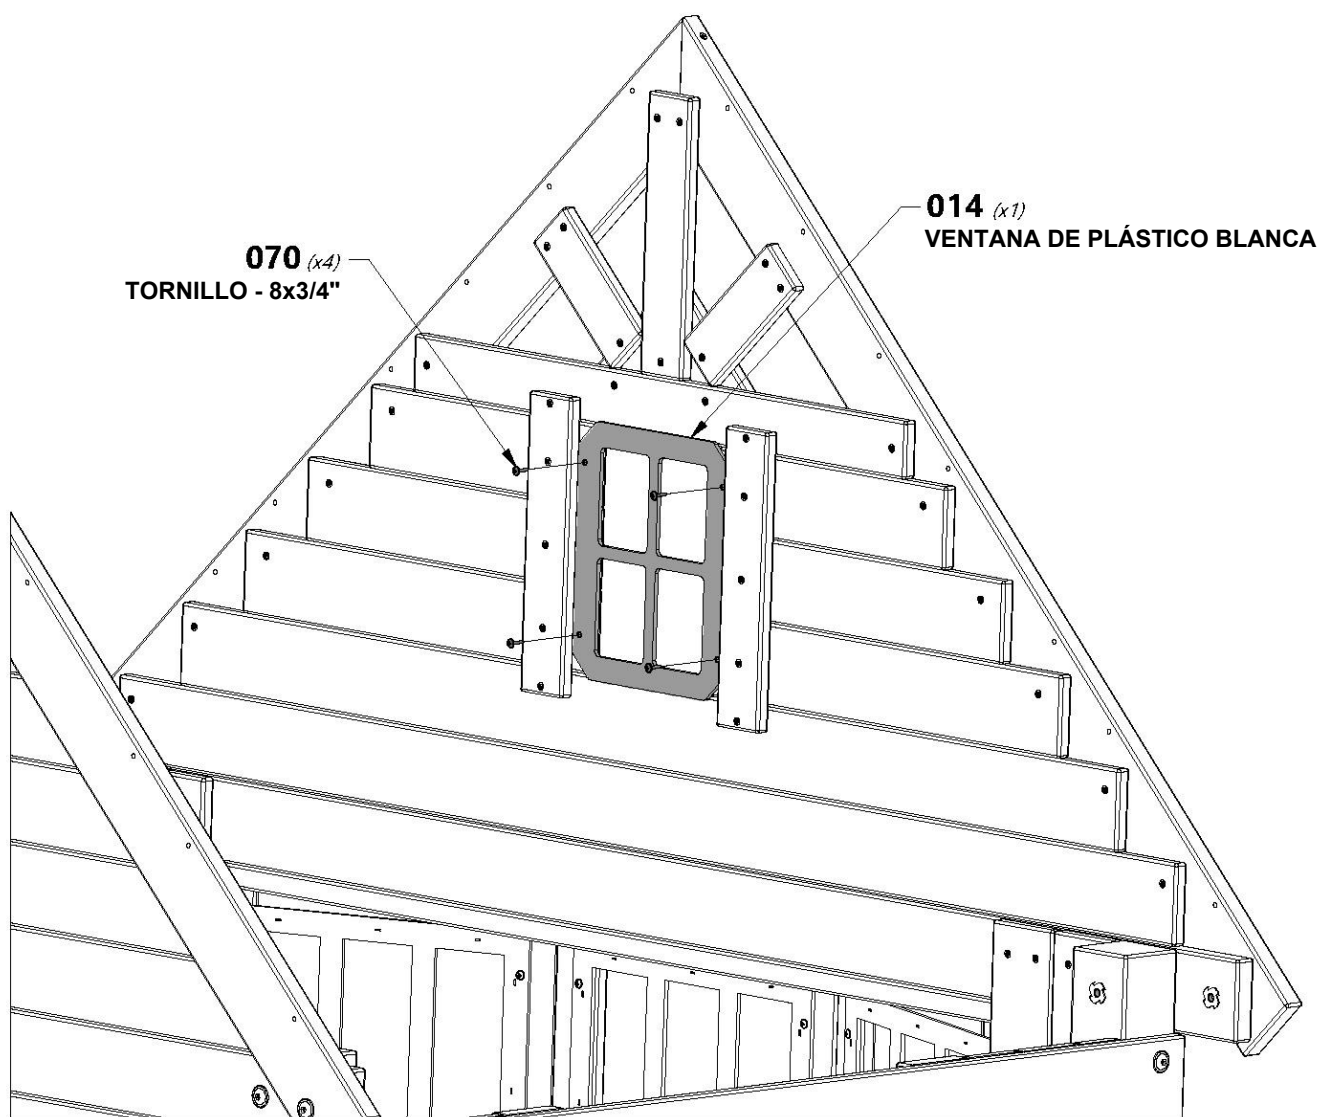 014 (x1)
VENTANA DE PLÁSTICO BLANCA
070 (x4)
TORNILLO - 8x3/4"